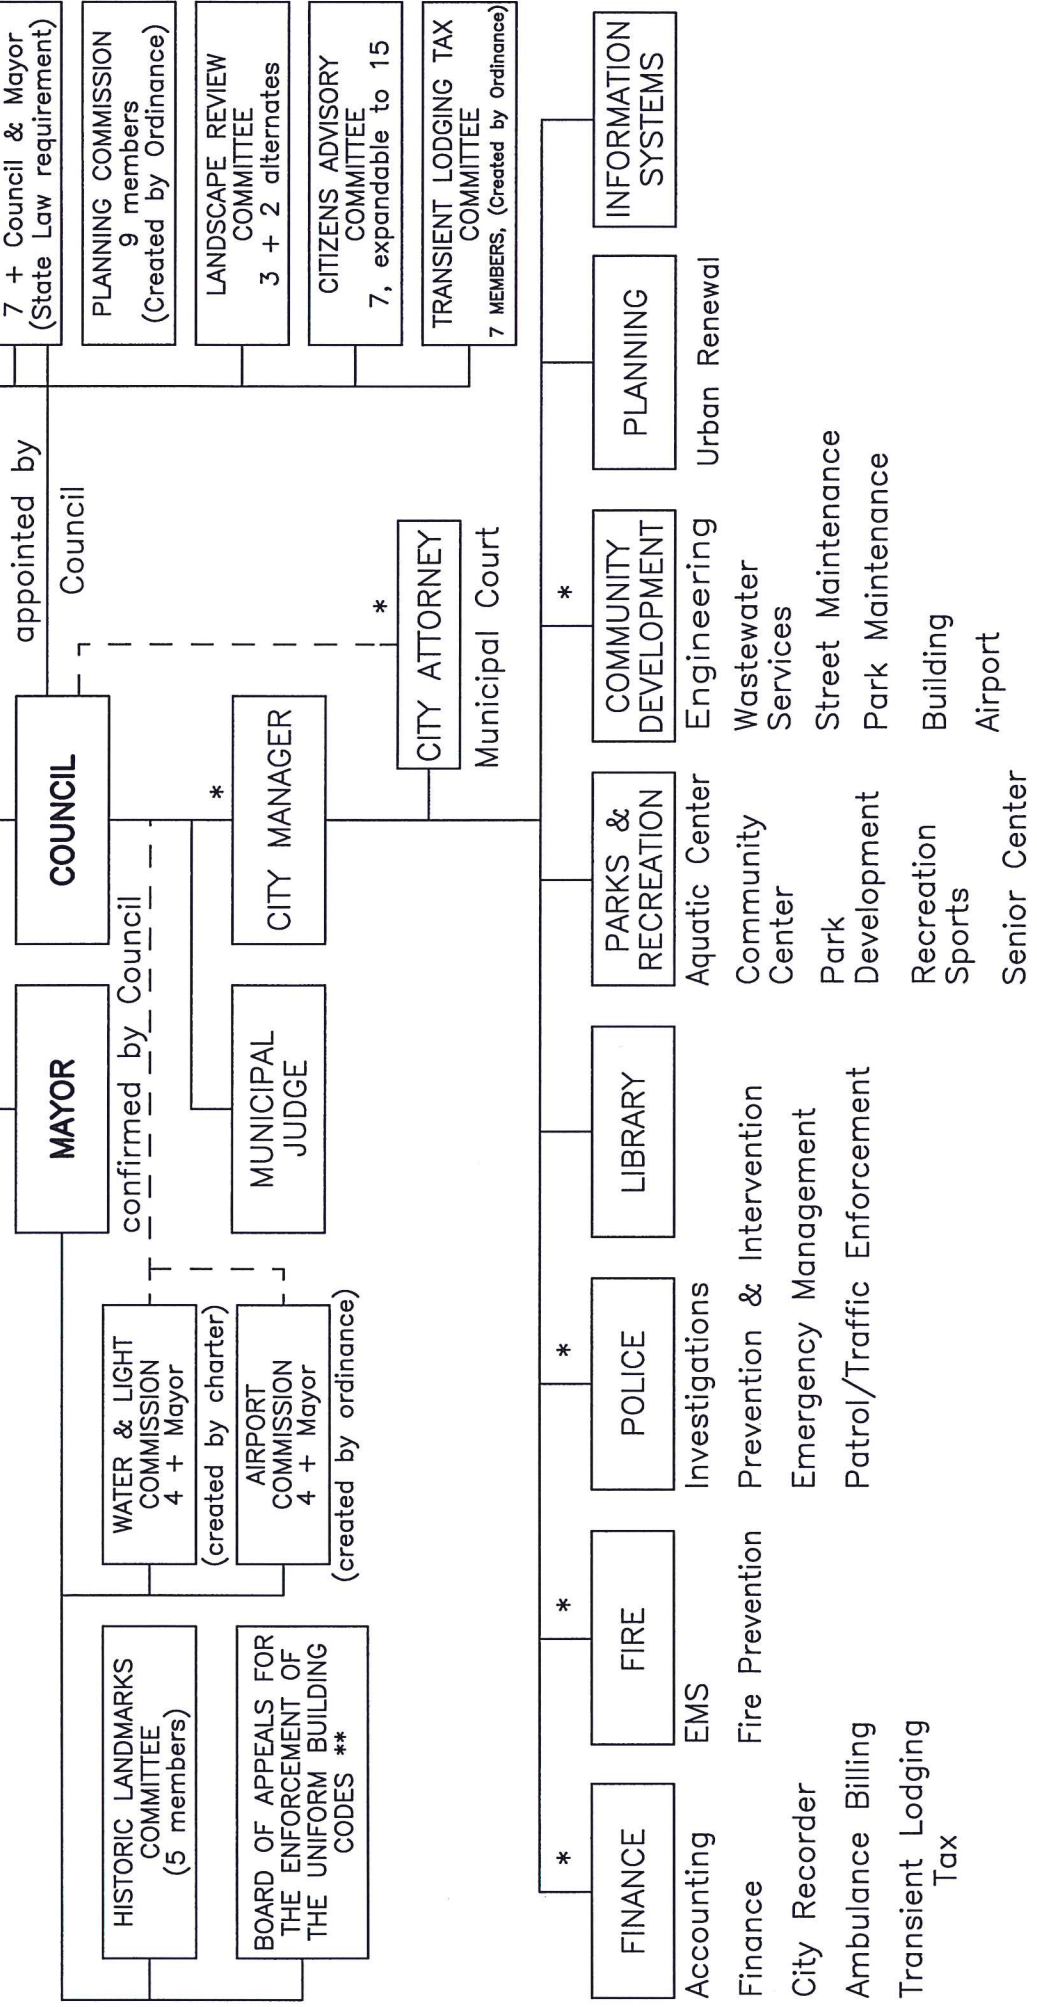 7 + Council & Mayor
(State Law requirement)
PLANNING COMMISSION
9 members
(Created by Ordinance)
LANDSCAPE REVIEW
COMMITTEE
3 + 2 alternates
CITIZENS ADVISORY
COMMITTEE
7, expandable to 15
TRANSIENT LODGING TAX
COMMITTEE
7 MEMBERS, (Created by Ordinance)
appointed by
Council
COUNCIL
MAYOR
confirmed by Council
*
CITY MANAGER
*
CITY ATTORNEY
Municipal Court
MUNICIPAL
JUDGE
WATER & LIGHT
COMMISSION
4 + Mayor
(created by charter)
AIRPORT
COMMISSION
4 + Mayor
(created by ordinance)
HISTORIC LANDMARKS
COMMITTEE
(5 members)
BOARD OF APPEALS FOR
THE ENFORCEMENT OF
THE UNIFORM BUILDING
CODES **
*
FINANCE
Accounting
Finance
City Recorder
Ambulance Billing
Transient Lodging
Tax
*
FIRE
EMS
Fire Prevention
*
POLICE
Investigations
Prevention & Intervention
Emergency Management
Patrol/Traffic Enforcement
LIBRARY
PARKS &
RECREATION
Aquatic Center
Community
Center
Park
Development
Recreation
Sports
Senior Center
*
COMMUNITY
DEVELOPMENT
Engineering
Wastewater
Services
Street Maintenance
Park Maintenance
Building
Airport
PLANNING
Urban Renewal
INFORMATION
SYSTEMS